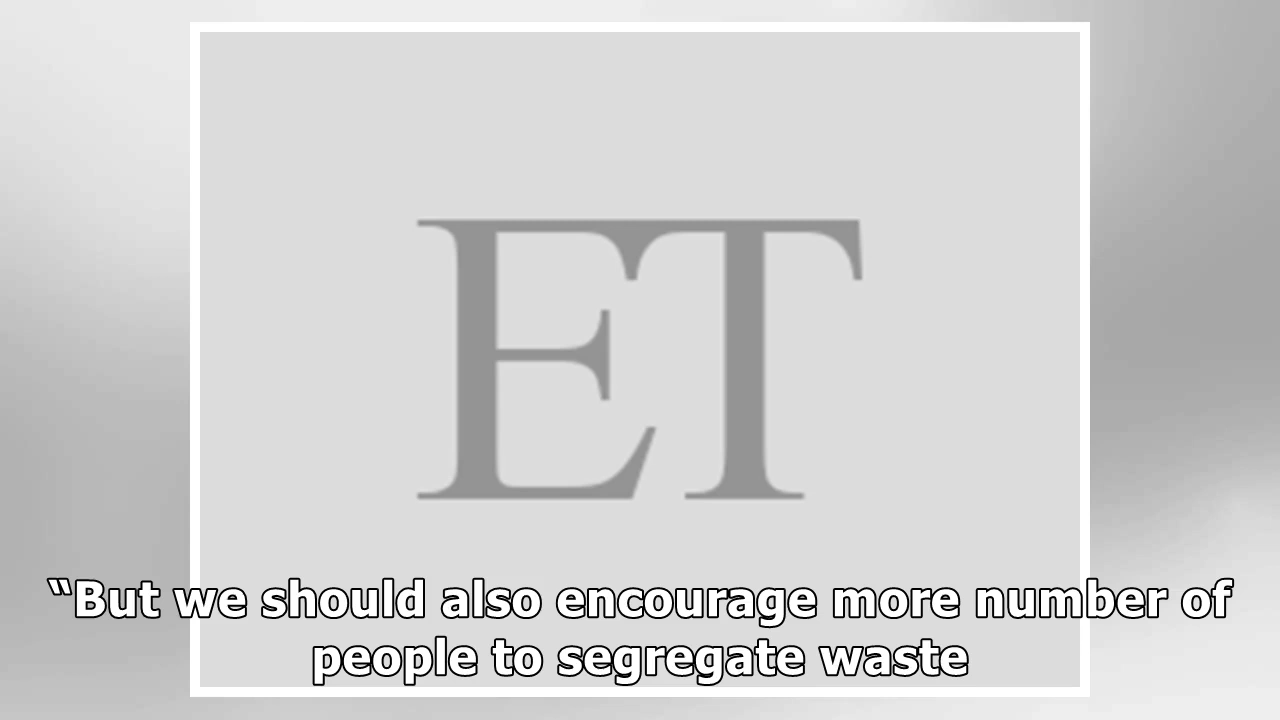 ET
“But we should also encourage more number of
people to segregate waste